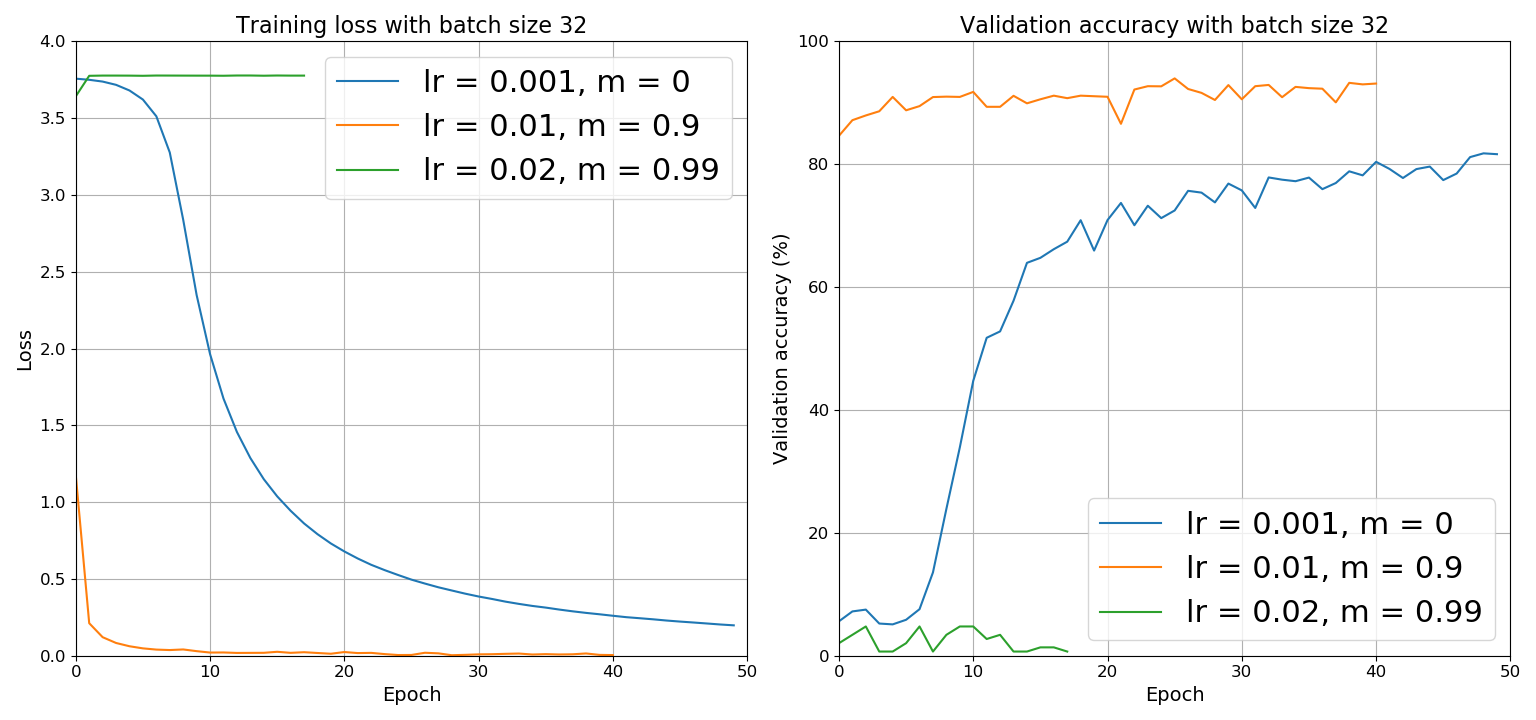 Training loss with batch size 32
4.0
3.5
3.0
2.5
2.0
1.5
1.0
0.5
0.0
Loss
lr = 0.001, m = 0
lr = 0.01, m = 0.9
lr = 0.02, m = 0.99
0 10 20 30 40 50
Epoch
Validation accuracy with batch size 32
100
80
60
40
20
0
Validation accuracy (%)
lr = 0.001, m = 0
lr = 0.01, m = 0.9
lr = 0.02, m = 0.99
0 10 20 30 40 50
Epoch